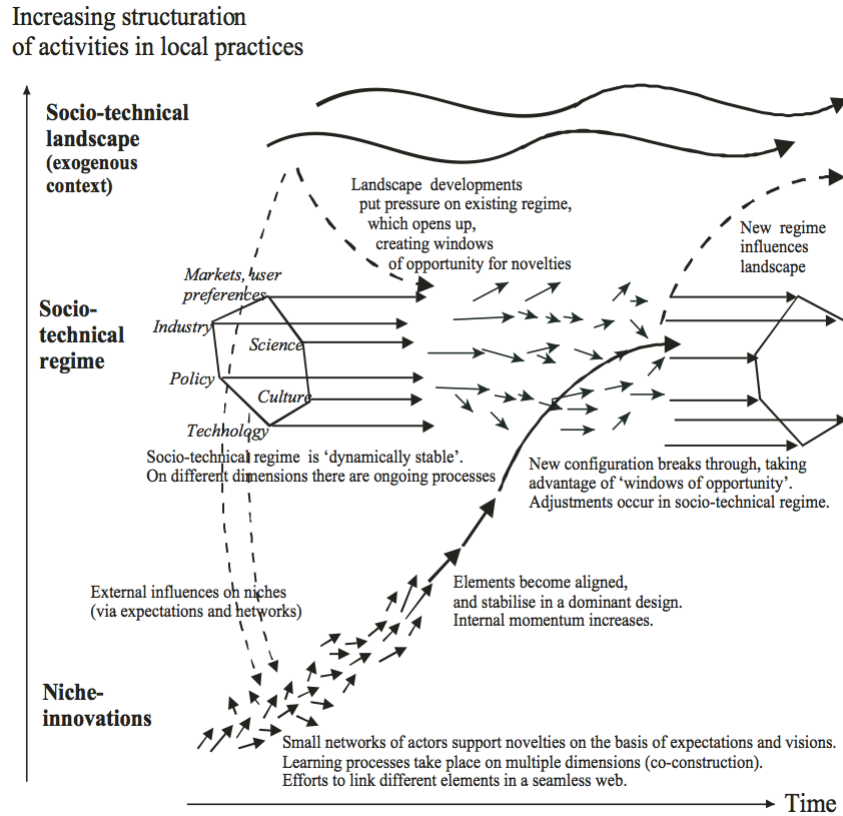 Increasing structuration
of activities in local practices
Socio-technical
landscape
(exogenous
context)
Landscape developments
put pressure on existing regime,
which opens up,
creating windows
of opportunity for novelties
New regime
influences
landscape
Markets, user
preferences
Socio-
technical
regime
Industry
Science
Policy
Culture
Technology
Socio-technical regime is ‘dynamically stable’.
On different dimensions there are ongoing processes
New configuration breaks through, taking
advantage of ‘windows of opportunity’.
Adjustments occur in socio-technical regime.
External influences on niches
(via expectations and networks)
Elements become aligned,
and stabilise in a dominant design.
Internal momentum increases.
Niche-
innovations
Small networks of actors support novelties on the basis of expectations and visions.
Learning processes take place on multiple dimensions (co-construction).
Efforts to link different elements in a seamless web.
Time